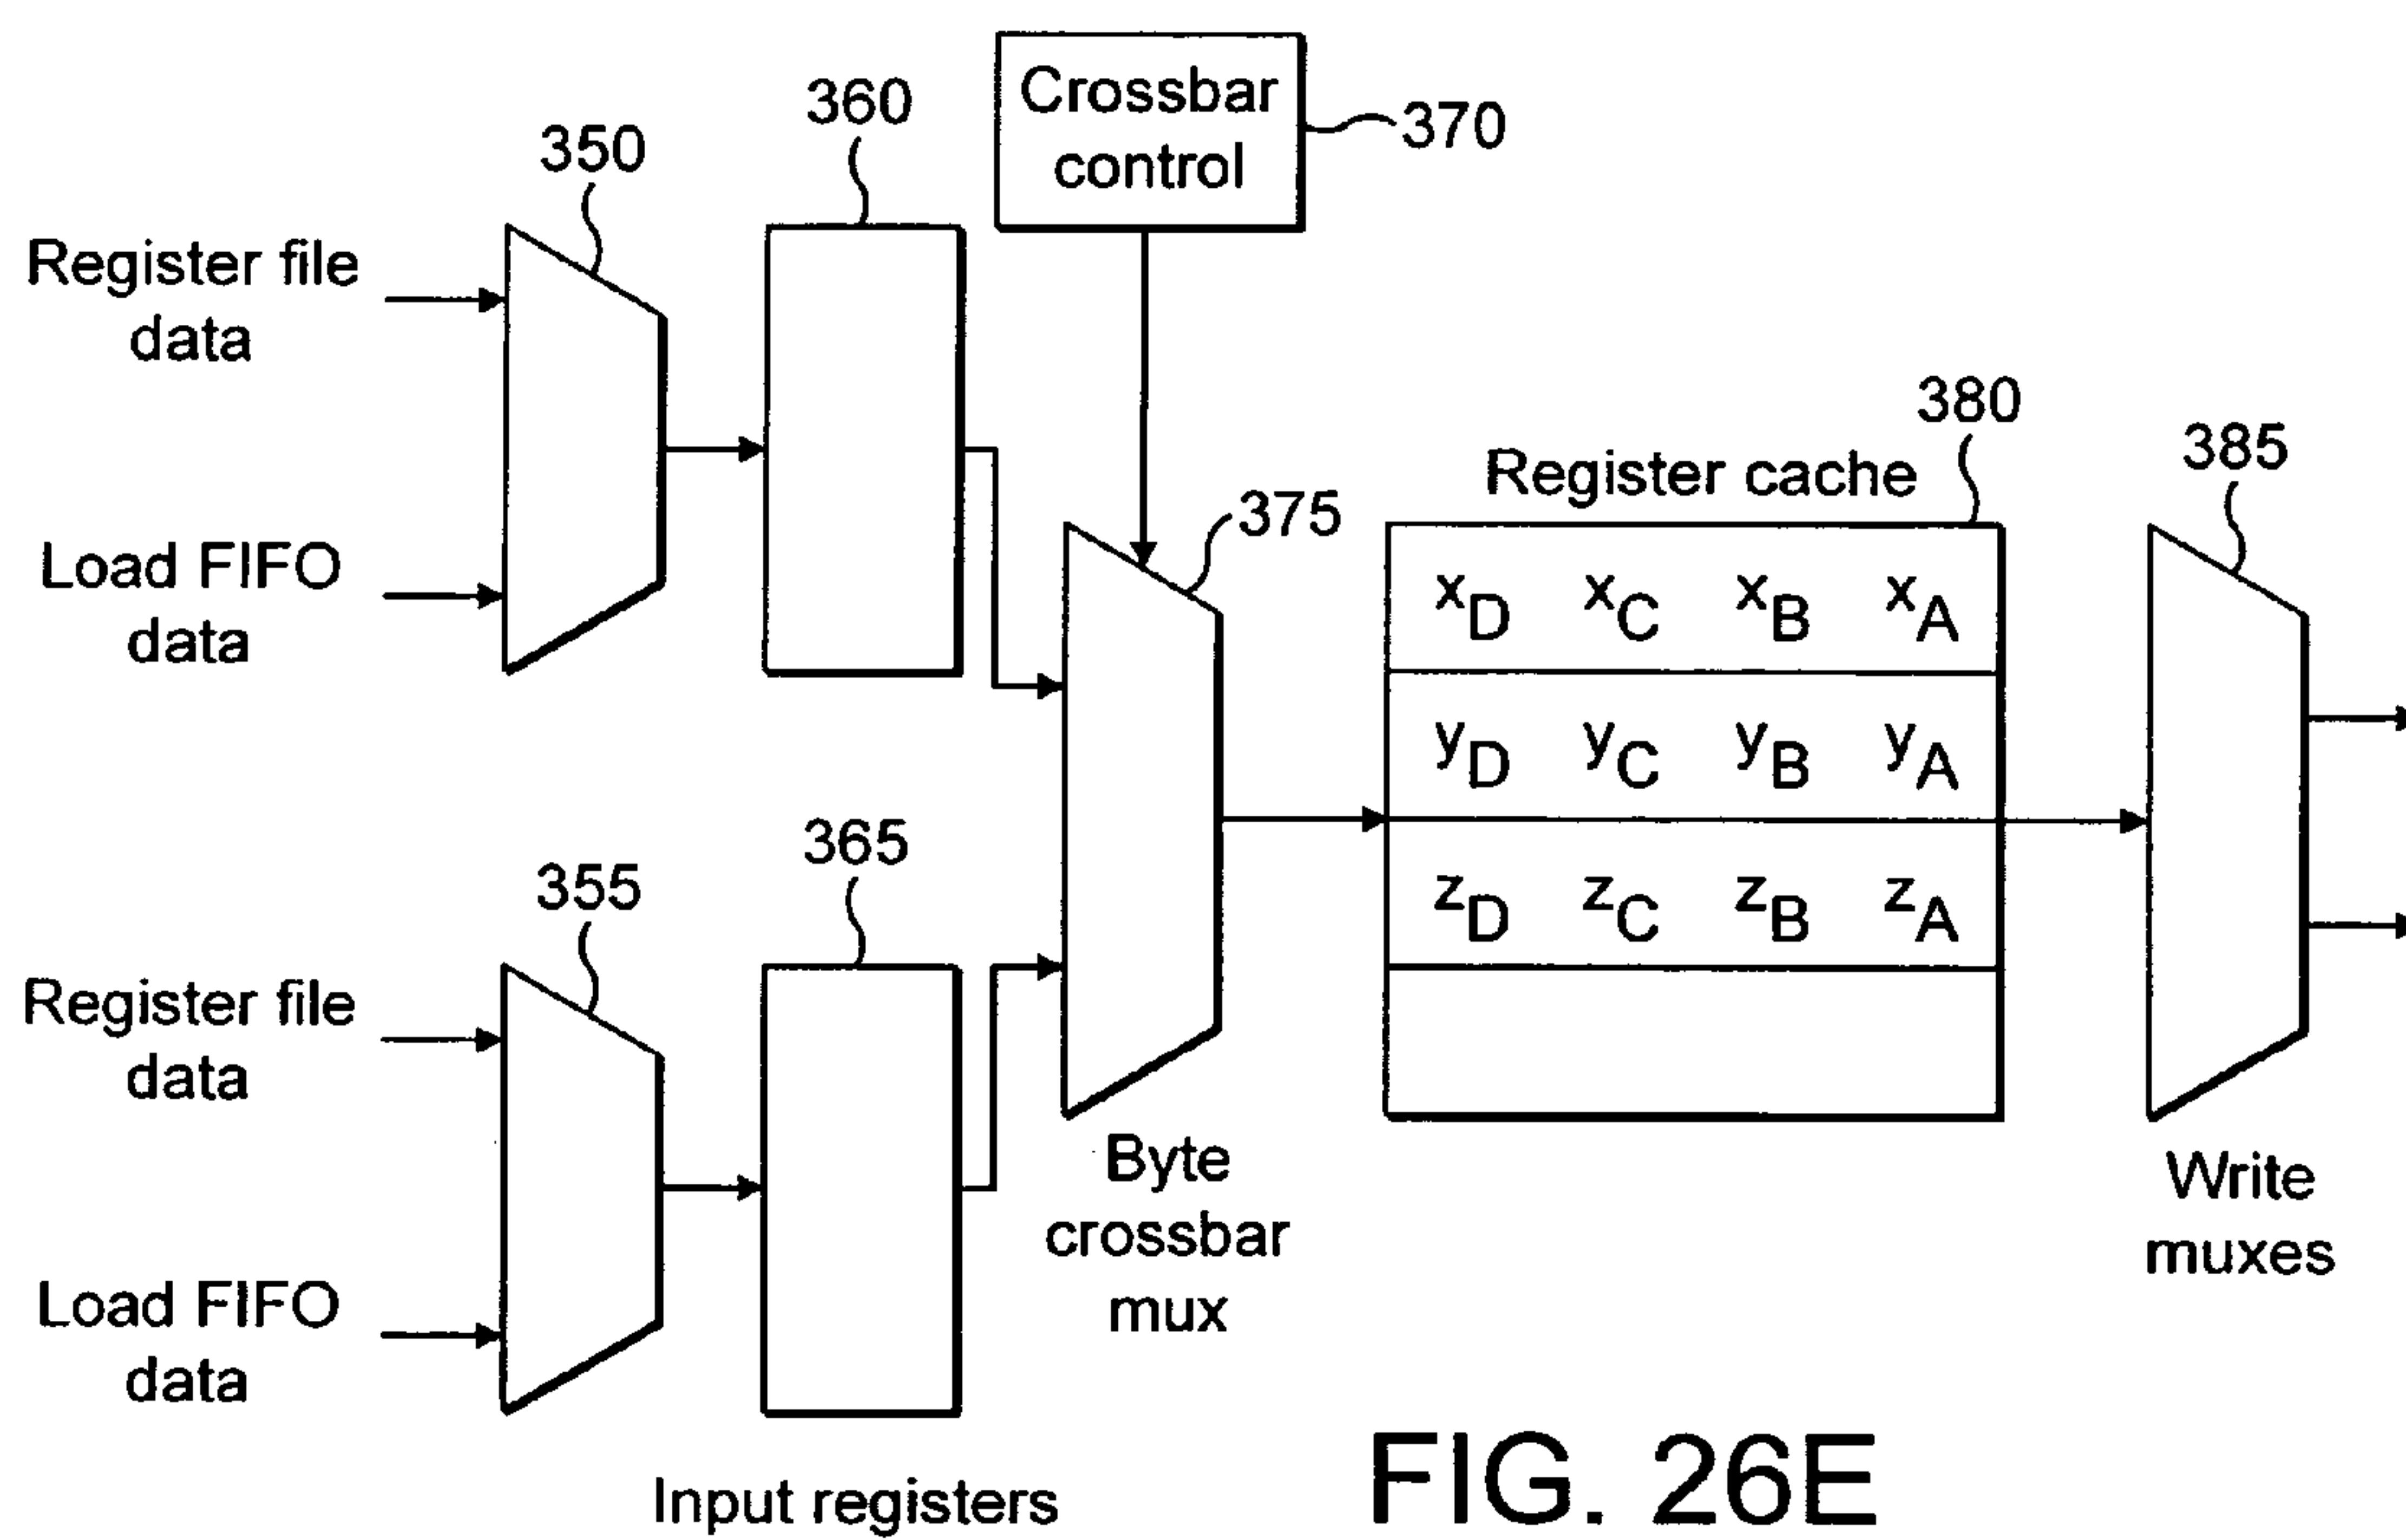 Crossbar
control
370
360
350
Register file
data
Load FIFO
data
375
380
Register cache
385
xD xC xB xA
yD yC yB yA
zD zC zB zA
355
365
Register file
data
Load FIFO
data
Byte
crossbar
mux
Write
muxes
Input registers
FIG. 26E